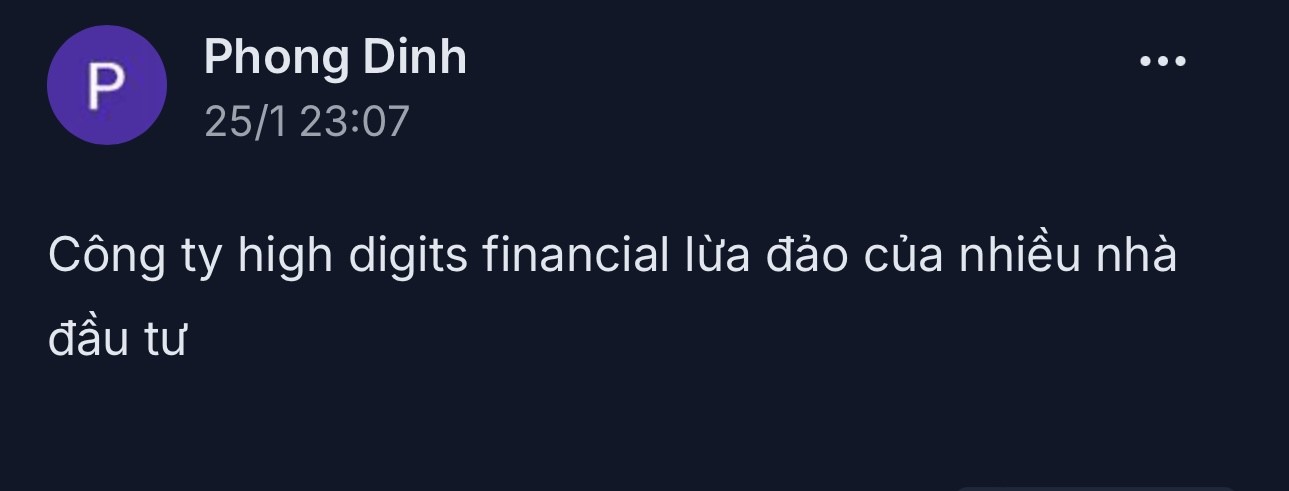 P
Phong Dinh
25/1 23:07
Công ty high digits financial lừa đảo của nhiều nhà
đầu tư